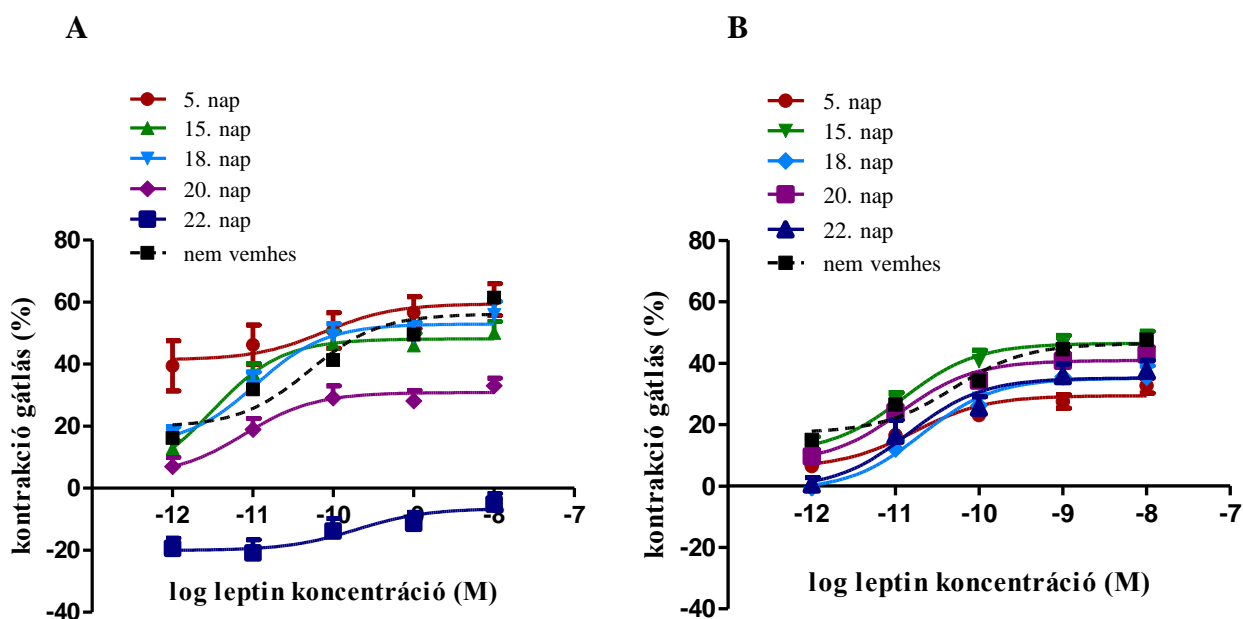 A
5. nap
15. nap
18. nap
20. nap
22. nap
nem vemhes
kontrakció gátlás (%)
80
60
40
20
0
-20
-40
-12
-11
-10
-9
-8
-7
log leptin koncentráció (M)
B
5. nap
15. nap
18. nap
20. nap
22. nap
nem vemhes
kontrakció gátlás (%)
80
60
40
20
0
-20
-40
-12
-11
-10
-9
-8
-7
log leptin koncentráció (M)